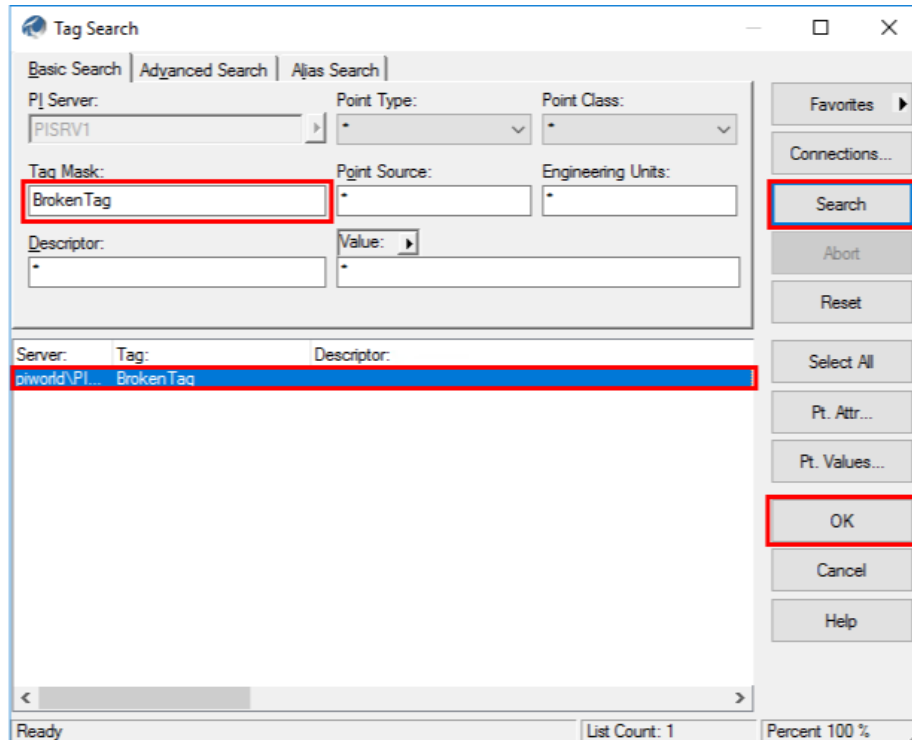 Tag Search
Basic Search Advanced Search Alias Search
PI Server: Point Type: Point Class:
PISRV1 * *
Tag Mask: Point Source: Engineering Units:
BrokenTag * *
Descriptor: Value:
* *
Favorites
Connections...
Search
Abort
Reset
Server: Tag: Descriptor:
piworld\PI... BrokenTag
Select All
Pt. Attr...
Pt. Values...
OK
Cancel
Help
Ready List Count: 1 Percent 100 %